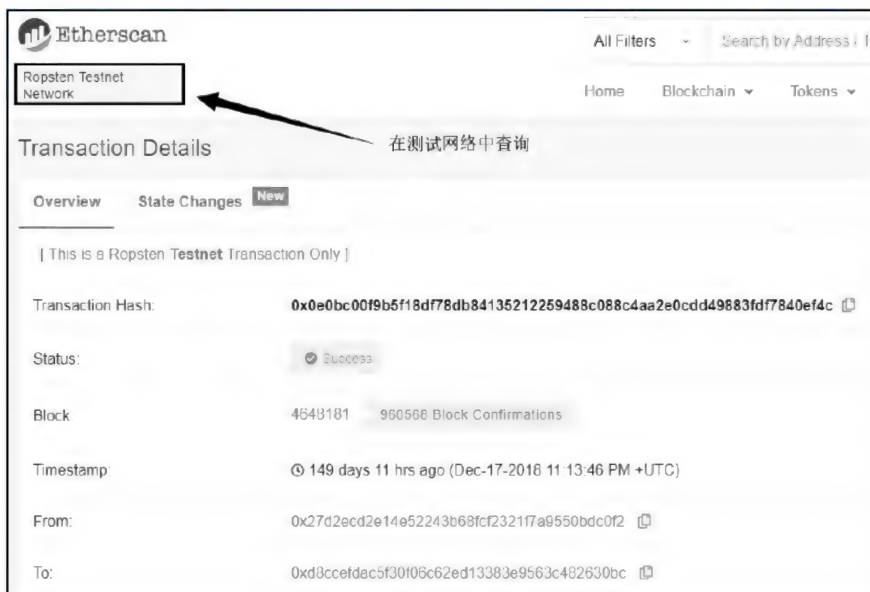 Etherscan
All Filters
Search by Address
Ropsten Testnet
Network
Home Blockchain Tokens
在测试网络中查询
Transaction Details
Overview State Changes New
[ This is a Ropsten Testnet Transaction Only ]
Transaction Hash: 0x0e0bc00f9b5f18df78db84135212259488c088c4aa2e0cdd49883fdf7840ef4c
Status: Success
Block 4648181 960568 Block Confirmations
Timestamp: 149 days 11 hrs ago (Dec-17-2018 11:13:46 PM +UTC)
From: 0x27d2ecd2e14e52243b68fcf2321f7a9550bdc0f2
To: 0xd8ccefdac5f30f06c62ed13383e9563c482630bc